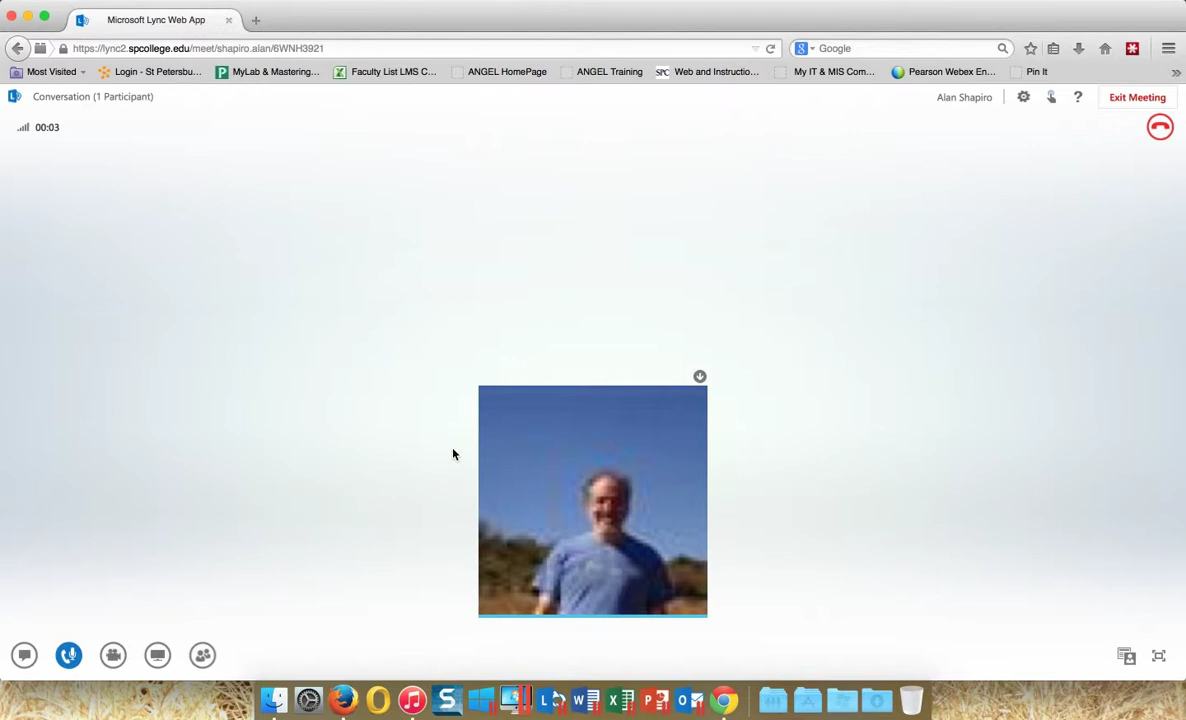 Microsoft Lync Web App
https://lync2.spcollege.edu/meet/shapiro.alan/6WNH3921
Google
Most Visited
Login - St Petersbu...
MyLab & Mastering...
Faculty List LMS C...
ANGEL HomePage
ANGEL Training
SPC
Web and Instructio...
My IT & MIS Com...
Pearson Webex En...
Pin It
Conversation (1 Participant)
Alan Shapiro
Exit Meeting
00:03